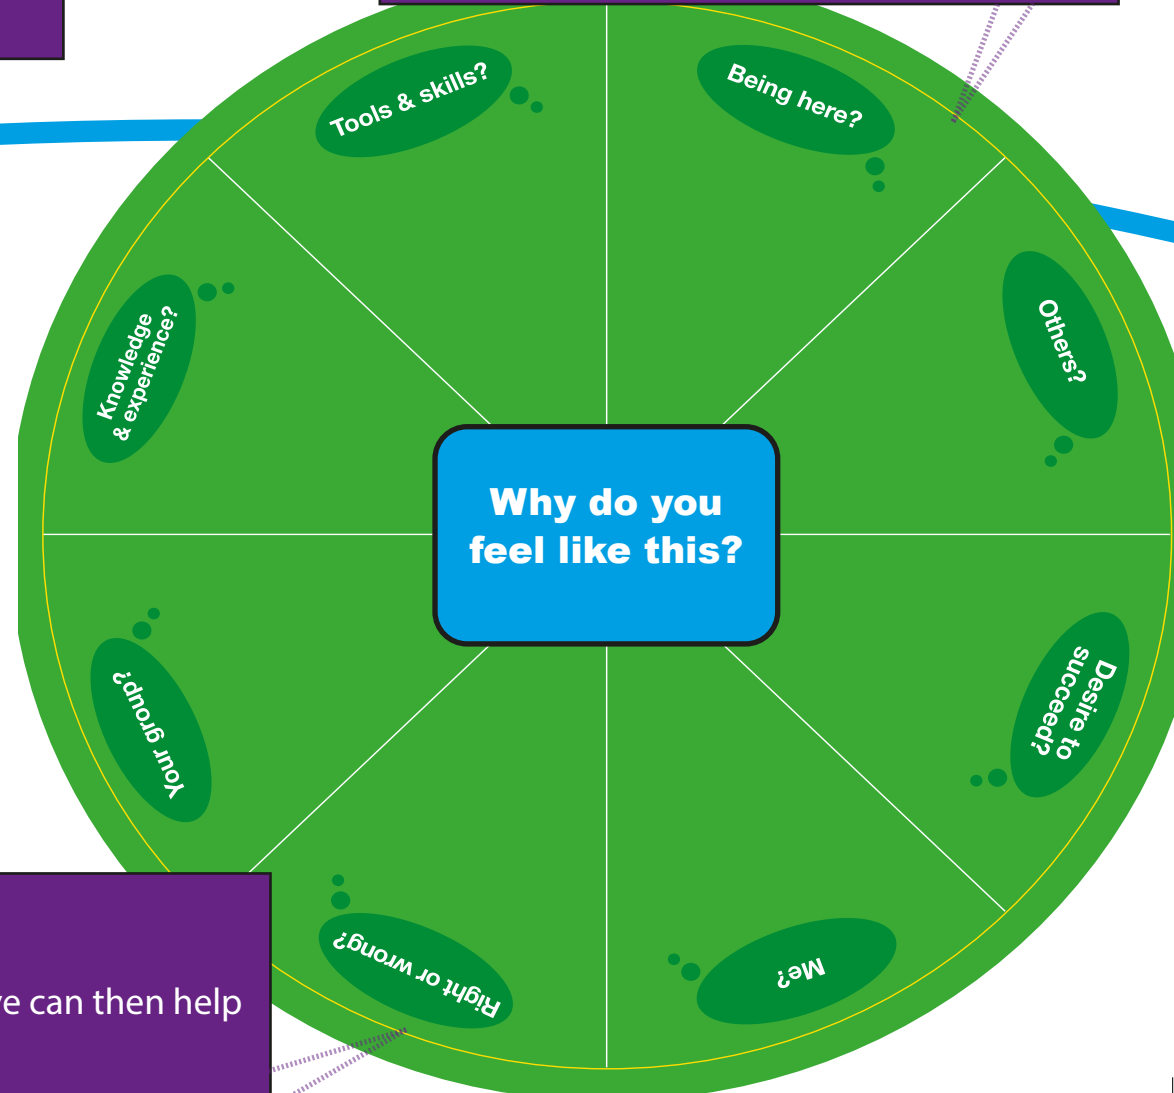 Tools & skills?
Being here?
Others?
Desire to
succeed?
Me?
Right or wrong?
Your group?
Knowledge
& experience?
Why do you
feel like this?
e can then help